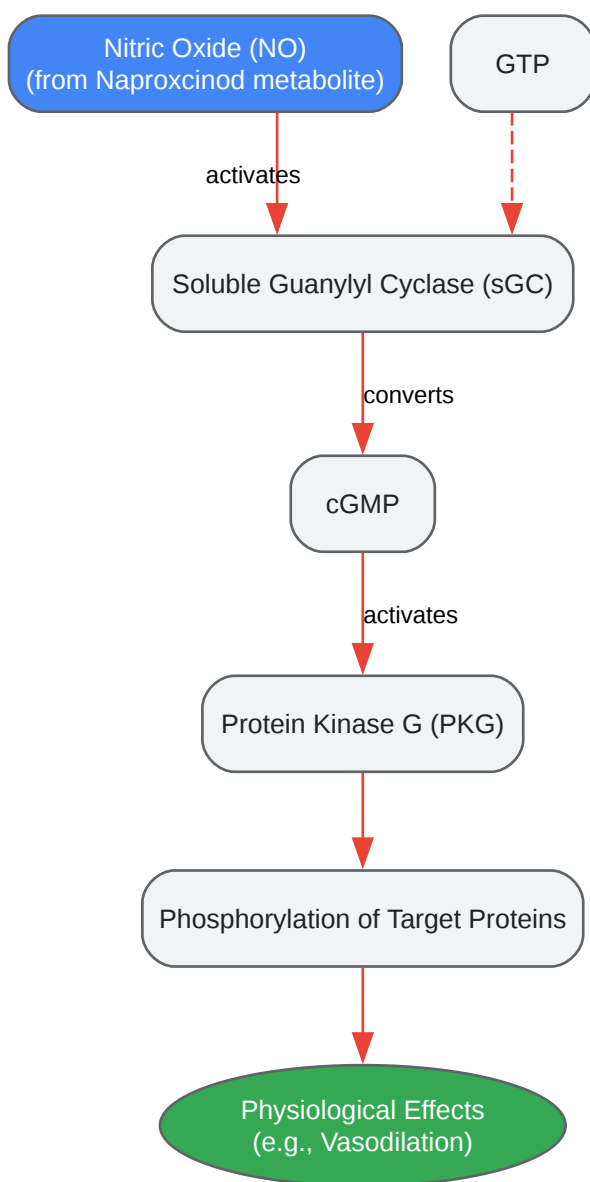 Nitric Oxide (NO)
(from Naproxcinod metabolite)
GTP
activates
Soluble Guanylyl Cyclase (sGC)
converts
cGMP
activates
Protein Kinase G (PKG)
Phosphorylation of Target Proteins
Physiological Effects
(e.g., Vasodilation)